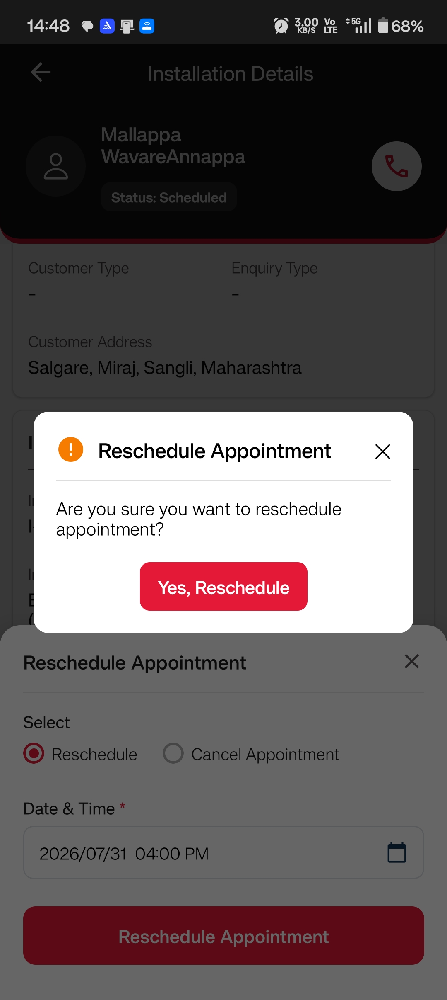 14:48
3.00 KB/S
Vo LTE
5G
68%
Installation Details
Mallappa
WavareAnnappa
Status: Scheduled
Customer Type
Enquiry Type
-
-
Customer Address
Salgare, Miraj, Sangli, Maharashtra
Reschedule Appointment
Are you sure you want to reschedule
appointment?
Yes, Reschedule
Reschedule Appointment
Select
Reschedule
Cancel Appointment
Date & Time *
2026/07/31 04:00 PM
Reschedule Appointment